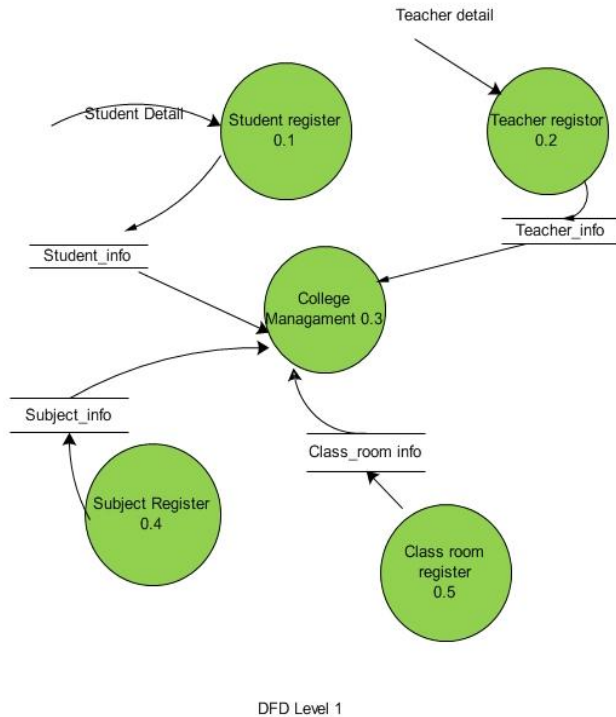 Teacher detail
Student Detail
Student register
0.1
Teacher registor
0.2
Student_info
Teacher_info
College
Managament 0.3
Subject_info
Class_room info
Subject Register
0.4
Class room
register
0.5
DFD Level 1